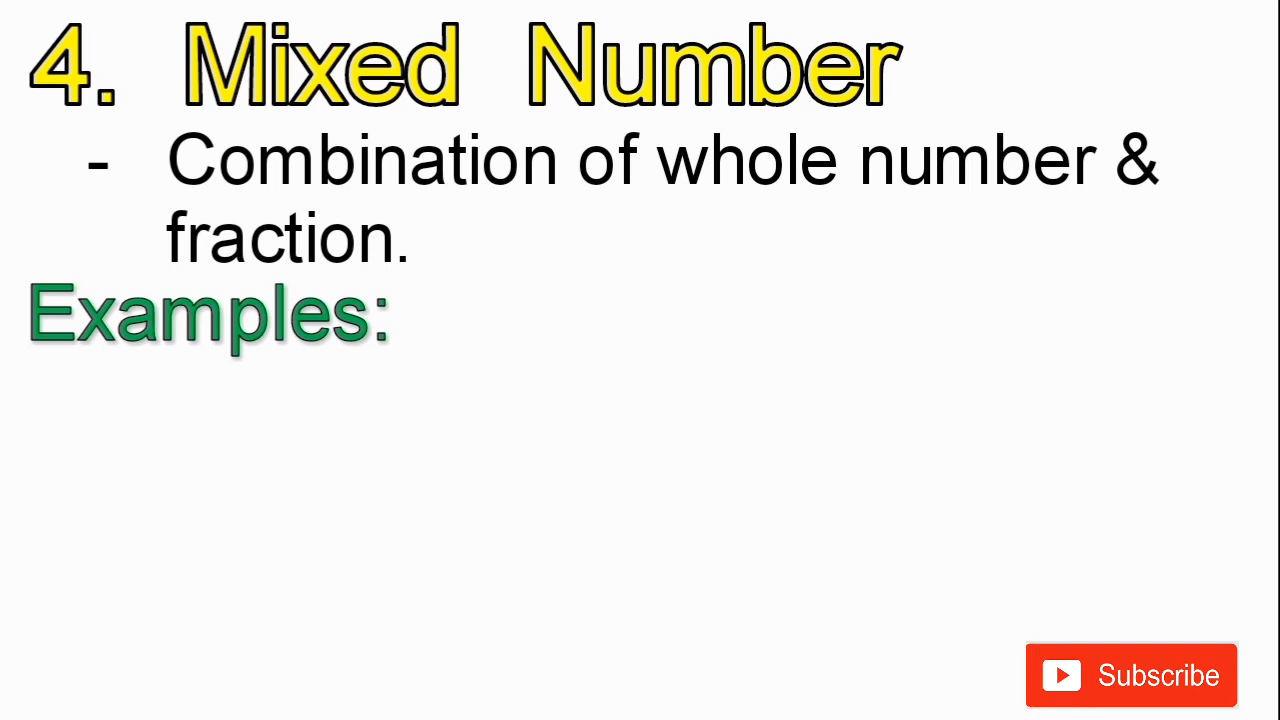 4. Mixed Number
- Combination of whole number &
fraction.
Examples:
Subscribe